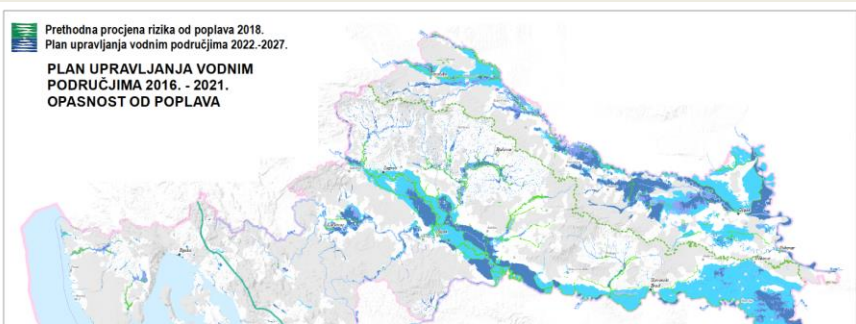 Prethodna procjena rizika od poplava 2018.
Plan upravljanja vodnim područjima 2022.-2027.
PLAN UPRAVLJANJA VODNIM
PODRUČJIMA 2016. - 2021.
OPASNOST OD POPLAVA